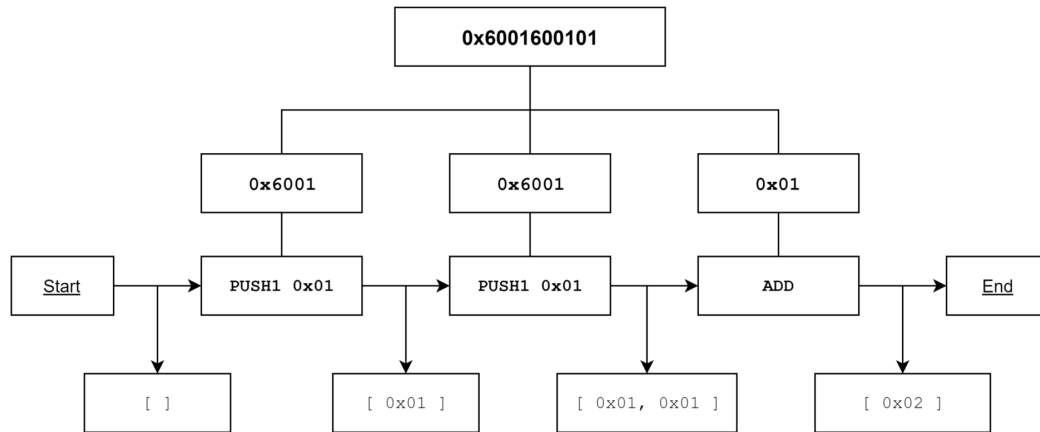 0x6001600101
0x6001
0x6001
0x01
Start
PUSH1 0x01
PUSH1 0x01
ADD
End
[ ]
[ 0x01 ]
[ 0x01, 0x01 ]
[ 0x02 ]